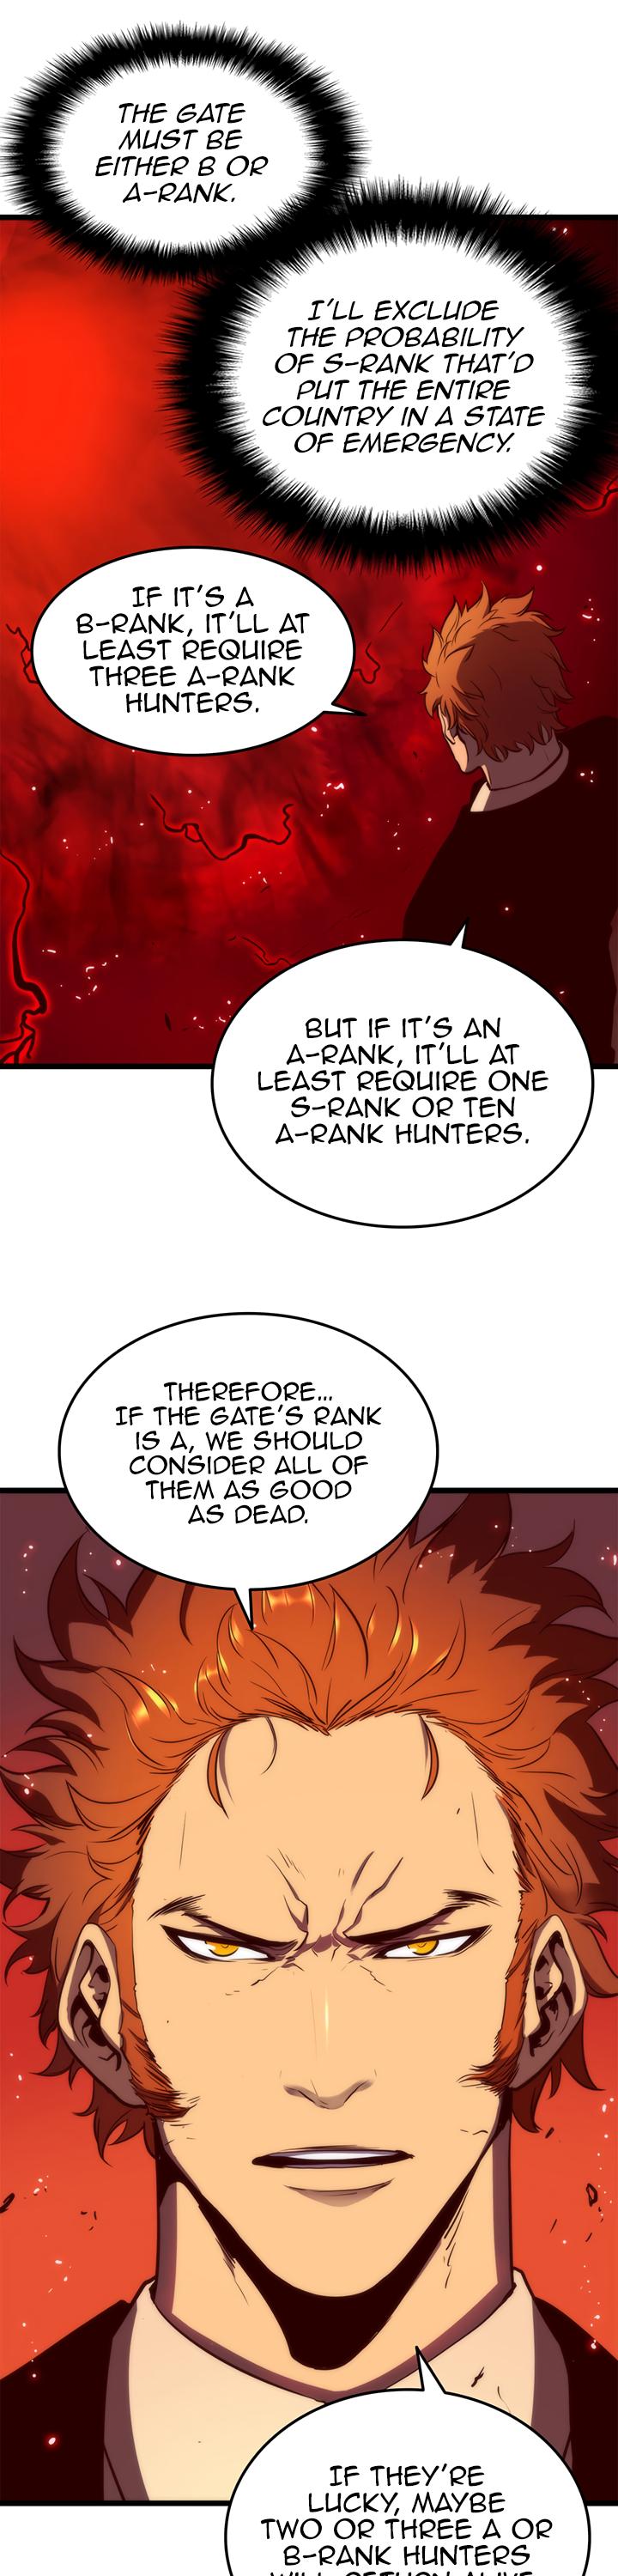 THE GATE
MUST BE
EITHER B OR
A-RANK.
I'LL EXCLUDE
THE PROBABILITY
OF S-RANK THAT'D
PUT THE ENTIRE
COUNTRY IN A STATE
OF EMERGENCY.
IF IT'S A
B-RANK, IT'LL AT
LEAST REQUIRE
THREE A-RANK
HUNTERS.
BUT IF IT'S AN
A-RANK, IT'LL AT
LEAST REQUIRE ONE
S-RANK OR TEN
A-RANK HUNTERS.
THEREFORE...
IF THE GATE'S RANK
IS A, WE SHOULD
CONSIDER ALL OF
THEM AS GOOD
AS DEAD.
IF THEY'RE
LUCKY, MAYBE
TWO OR THREE A OR
B-RANK HUNTERS
WILL RETURN ALIVE